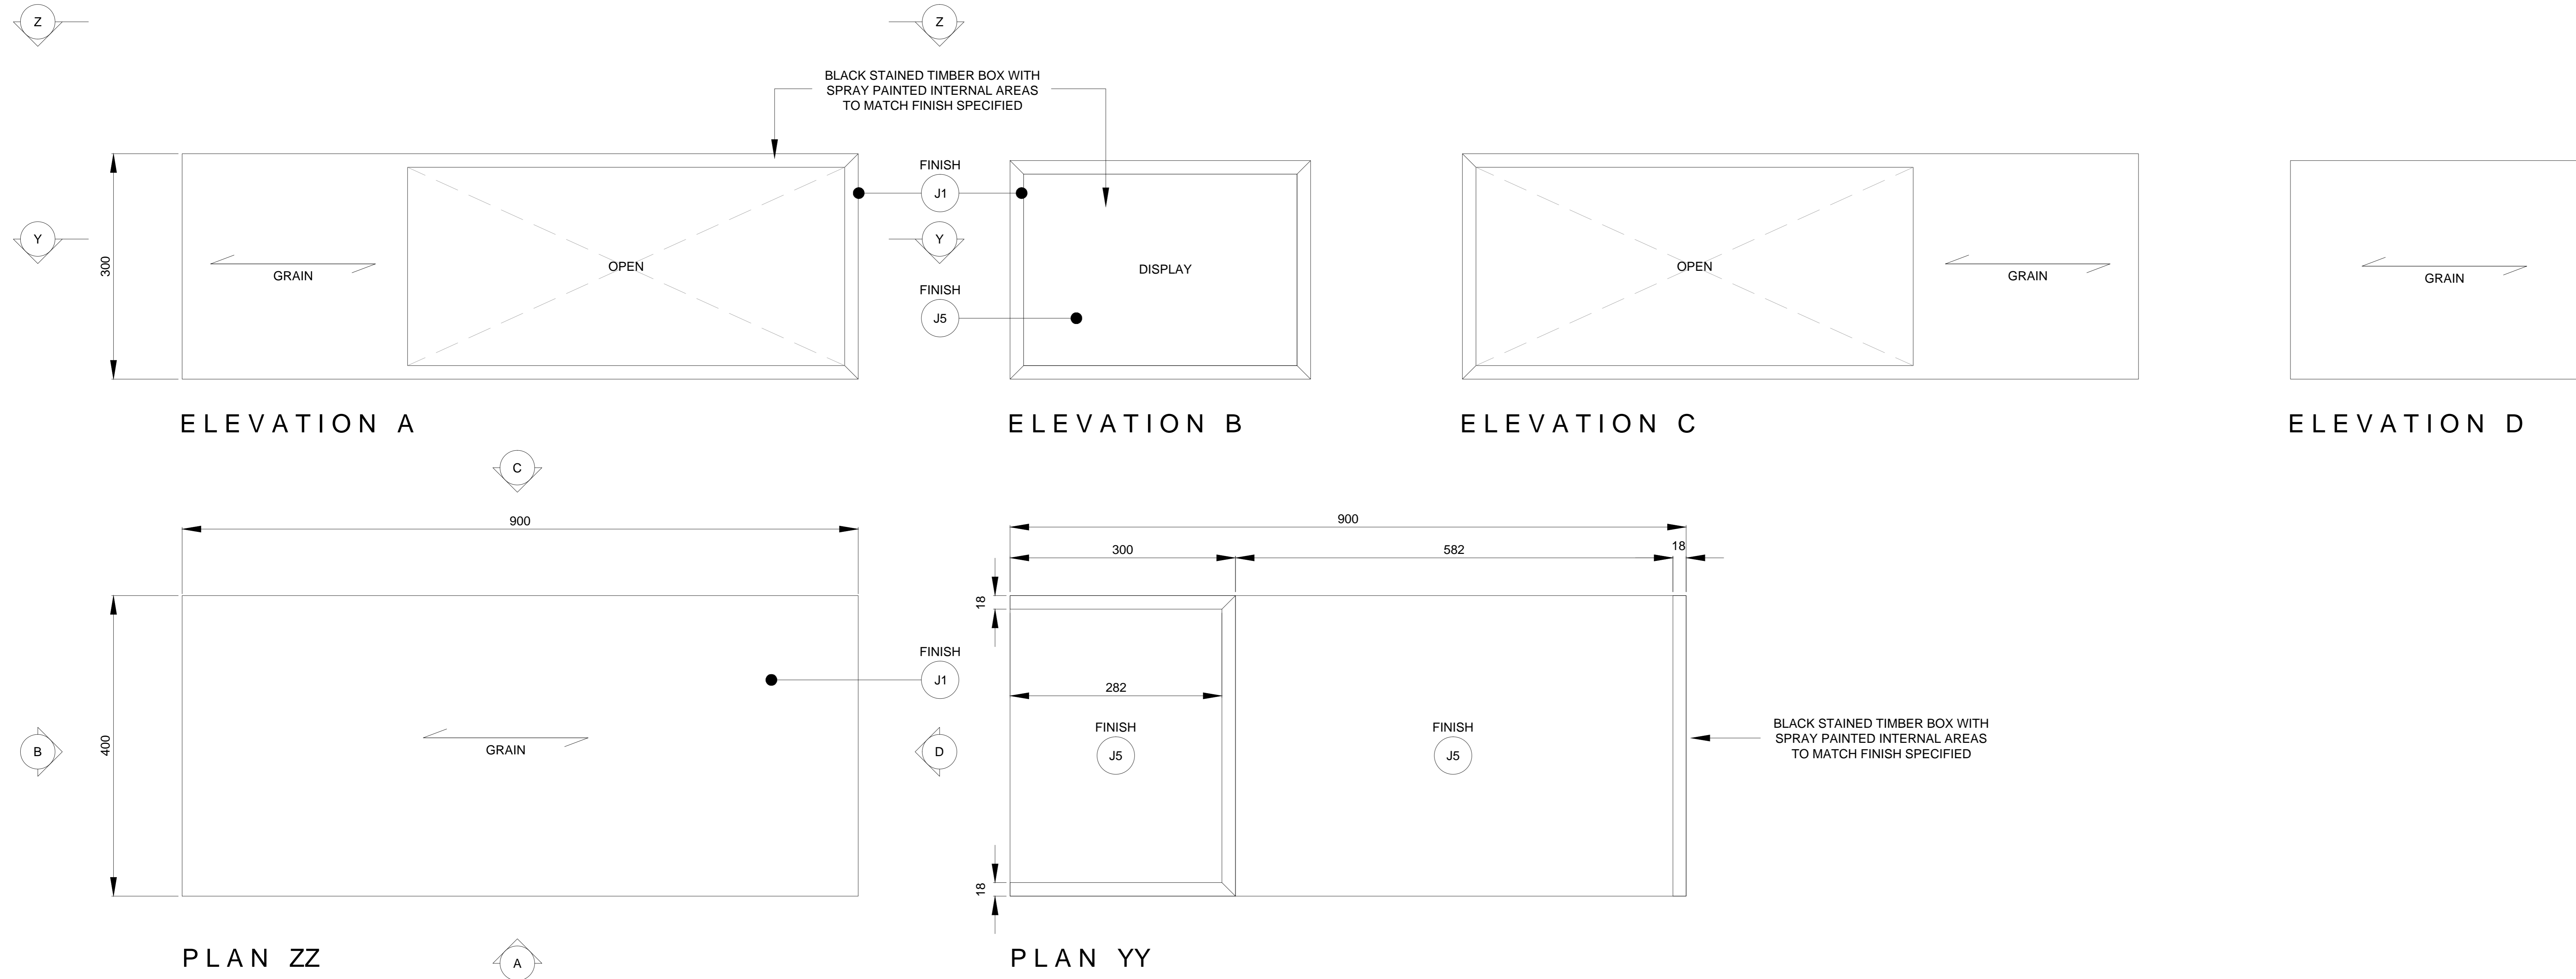 Z
Z
BLACK STAINED TIMBER BOX WITH
SPRAY PAINTED INTERNAL AREAS
TO MATCH FINISH SPECIFIED
FINISH
J1
Y
Y
300
GRAIN
OPEN
DISPLAY
FINISH
J5
OPEN
GRAIN
GRAIN
ELEVATION A
ELEVATION B
ELEVATION C
ELEVATION D
C
900
400
FINISH
J1
GRAIN
B
D
900
300
582
18
18
282
FINISH
J5
FINISH
J5
BLACK STAINED TIMBER BOX WITH
SPRAY PAINTED INTERNAL AREAS
TO MATCH FINISH SPECIFIED
18
PLAN ZZ
A
PLAN YY